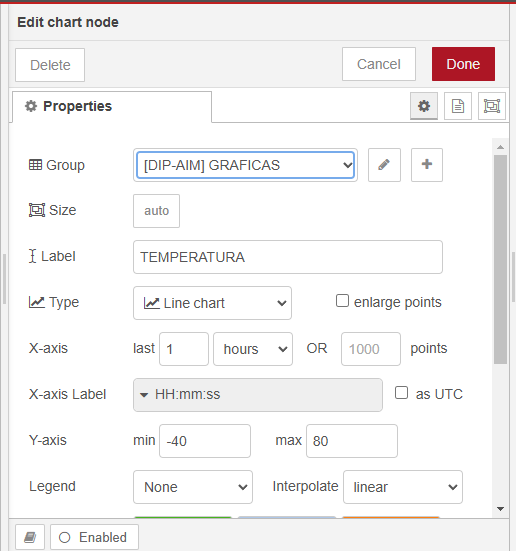 Edit chart node
Delete Cancel Done
Properties
Group [DIP-AIM] GRAFICAS
Size auto
Label TEMPERATURA
Type Line chart enlarge points
X-axis last 1 hours OR 1000 points
X-axis Label HH:mm:ss as UTC
Y-axis min -40 max 80
Legend None Interpolate linear
Enabled